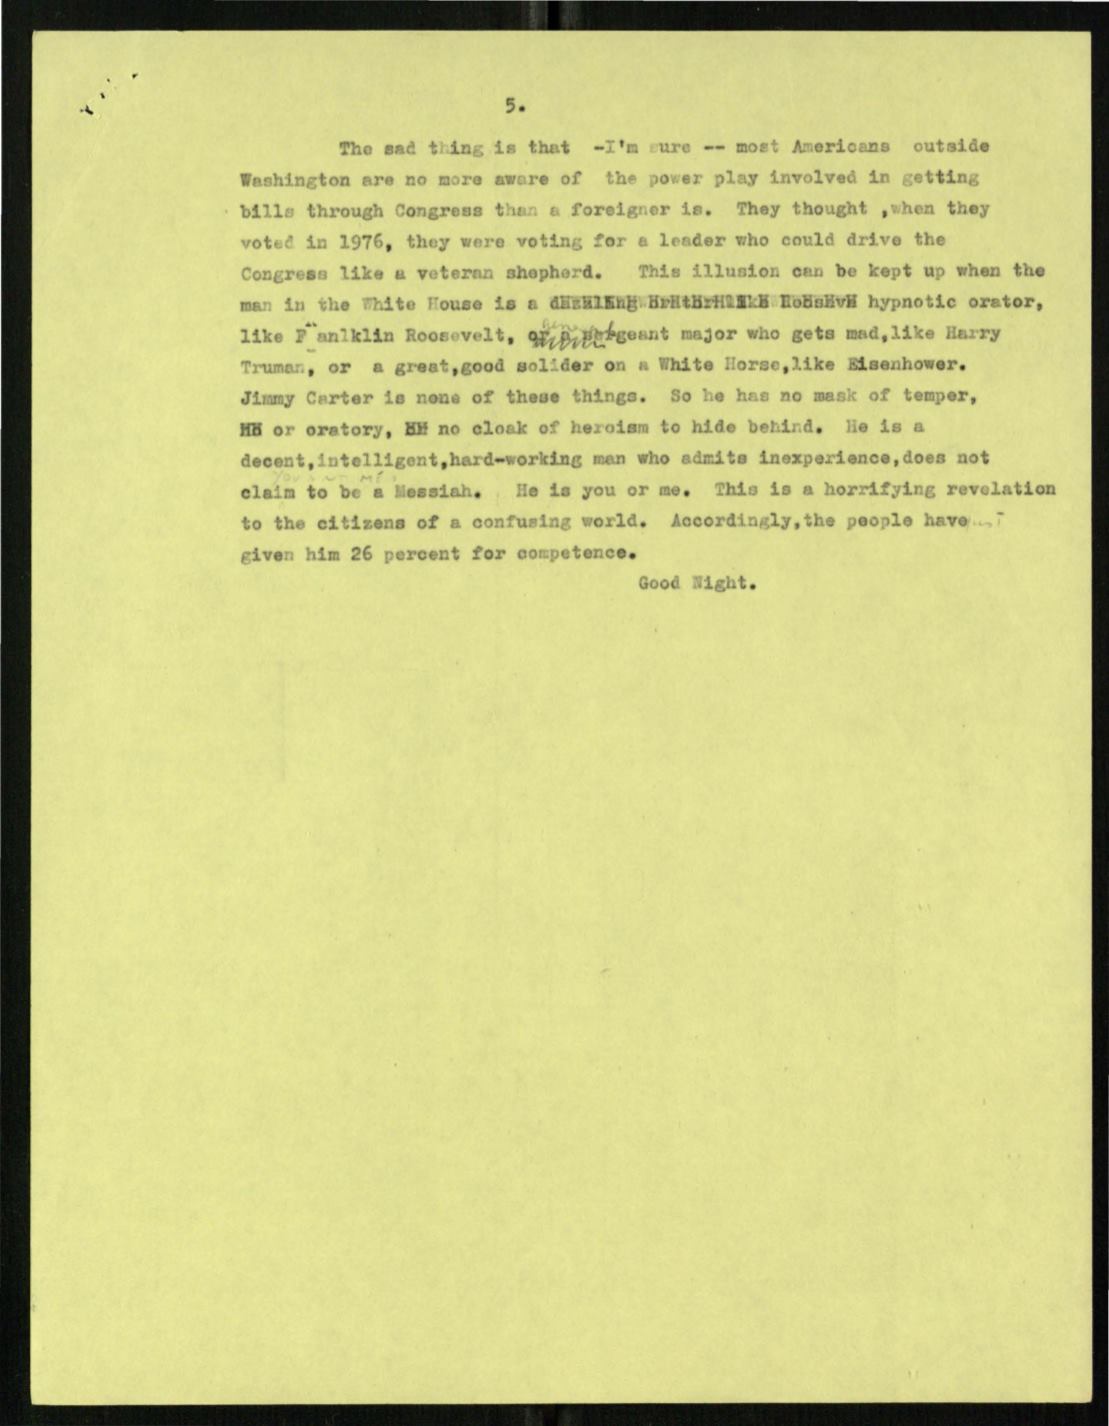 5.
The sad thing is that -I'm sure -- most Americans outside
Washington are no more aware of the power play involved in getting
bills through Congress than a foreigner is. They thought ,when they
voted in 1976, they were voting for a leader who could drive the
Congress like a veteran shepherd. This illusion can be kept up when the
man in the White House is a hypnotic orator,
like F anlklin Roosevelt, or a sergeant major who gets mad,like Harry
Truman, or a great,good solider on a White Horse,like Eisenhower.
Jimmy Carter is none of these things. So he has no mask of temper,
or oratory, no cloak of heroism to hide behind. He is a
decent,intelligent,hard-working man who admits inexperience,does not
claim to be a Messiah. He is you or me. This is a horrifying revelation
to the citizens of a confusing world. Accordingly,the people have
given him 26 percent for competence.
Good Night.